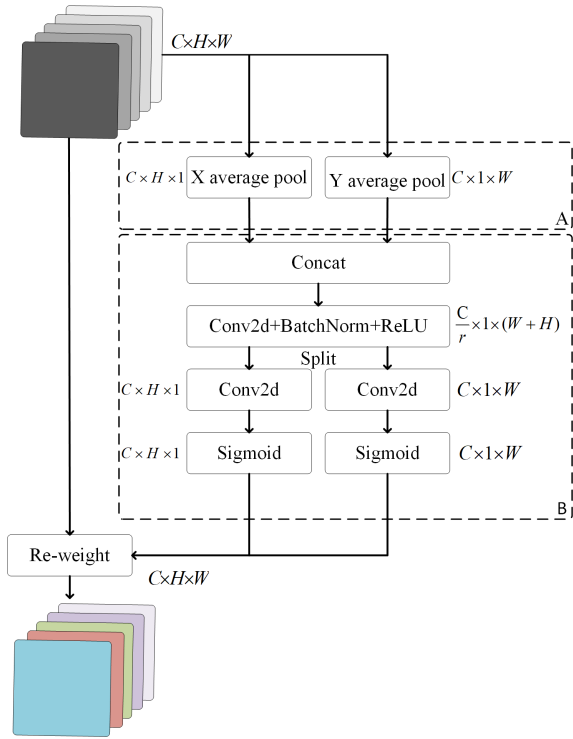 C×H×W
C × H × 1
X average pool
Y average pool
C × 1 × W
A
Concat
Conv2d+BatchNorm+ReLU
C/r × 1 × (W + H)
Split
C × H × 1
Conv2d
Conv2d
C × 1 × W
C × H × 1
Sigmoid
Sigmoid
C × 1 × W
B
Re-weight
C×H×W